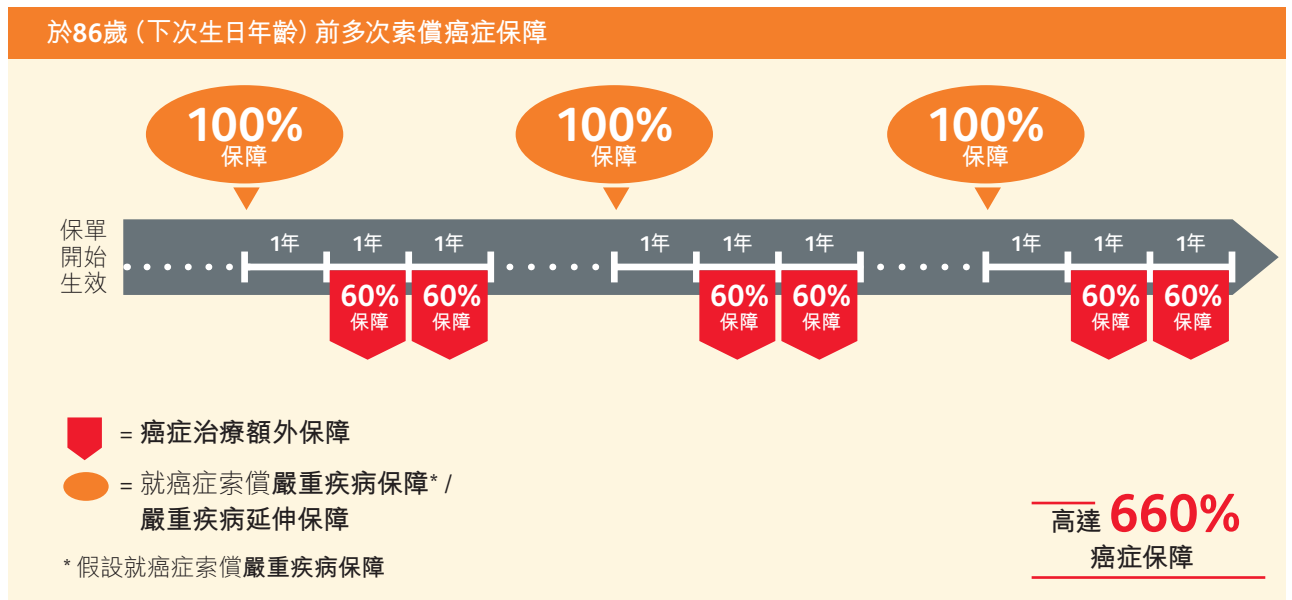 於86歲（下次生日年齡）前多次索償癌症保障
100%
保障
100%
保障
100%
保障
保單
開始
生效
1年 1年 1年 1年 1年 1年 1年 1年 1年
60% 60% 60% 60% 60% 60%
保障 保障 保障 保障 保障 保障
= 癌症治療額外保障
= 就癌症索償嚴重疾病保障* /
嚴重疾病延伸保障
* 假設就癌症索償嚴重疾病保障
高達 660%
癌症保障